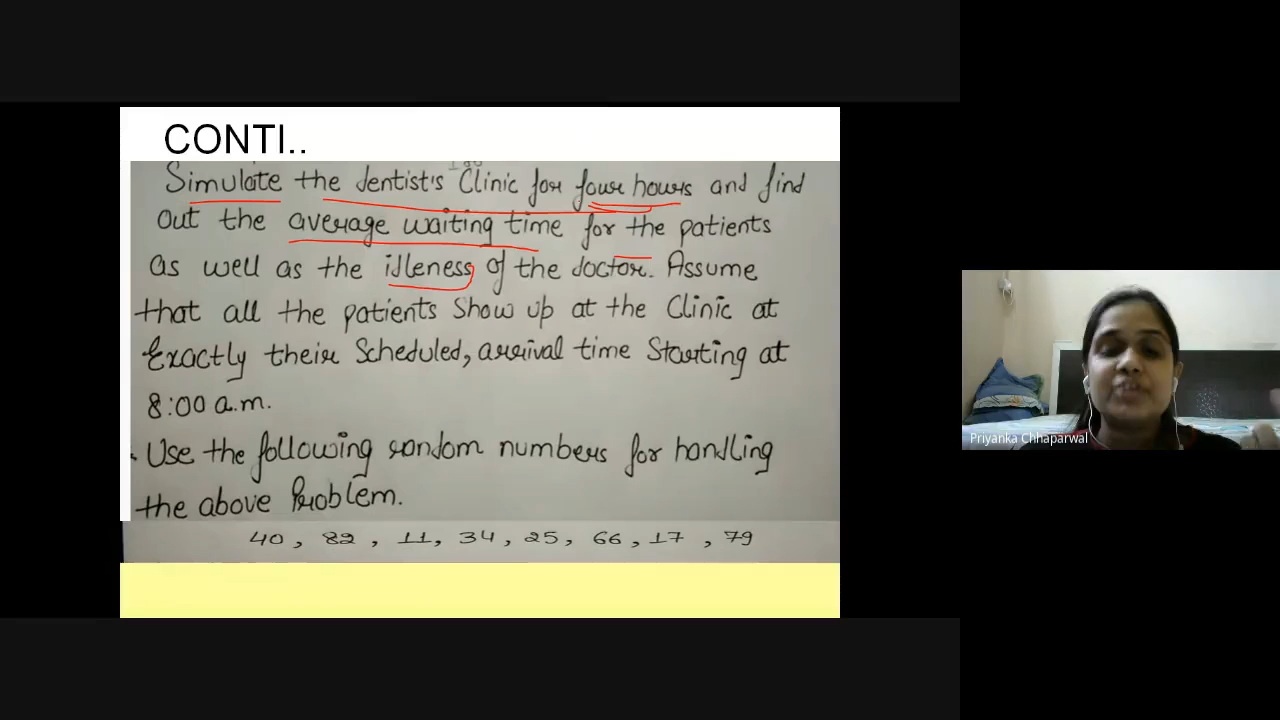 CONTI..
Simulate the dentist's Clinic for four hours and find
out the average waiting time for the patients
as well as the idleness of the doctor. Assume
that all the patients Show up at the Clinic at
Exactly their Scheduled, arrival time Starting at
8:00 a.m.
Use the following random numbers for handling
the above Problem.
40, 82, 11, 34, 25, 66, 17, 79
Priyanka Chhaparwal